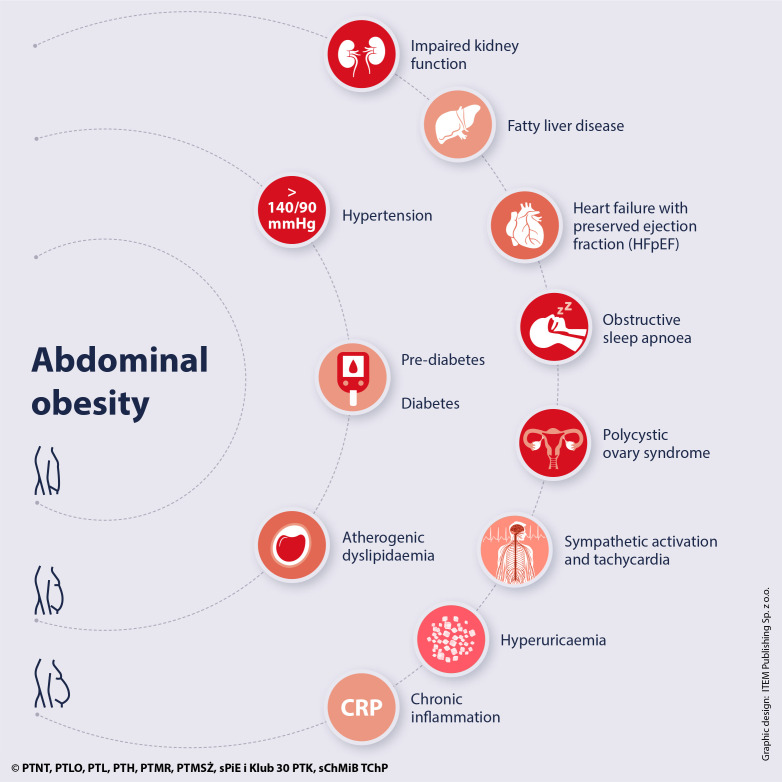 Impaired kidney
function
Fatty liver disease
>
140/90
mmHg
Hypertension
Heart failure with
preserved ejection
fraction (HFpEF)
zz
Obstructive
sleep apnoea
Abdominal
obesity
Pre-diabetes
Diabetes
Polycystic
ovary syndrome
Atherogenic
dyslipidaemia
Sympathetic activation
and tachycardia
Hyperuricaemia
CRP
Chronic
inflammation
Graphic design: ITEM Publishing Sp. z o.o.
© PTNT, PTLO, PTL, PTH, PTMR, PTMSŻ, sPiE i Klub 30 PTK, sChMiB TChP